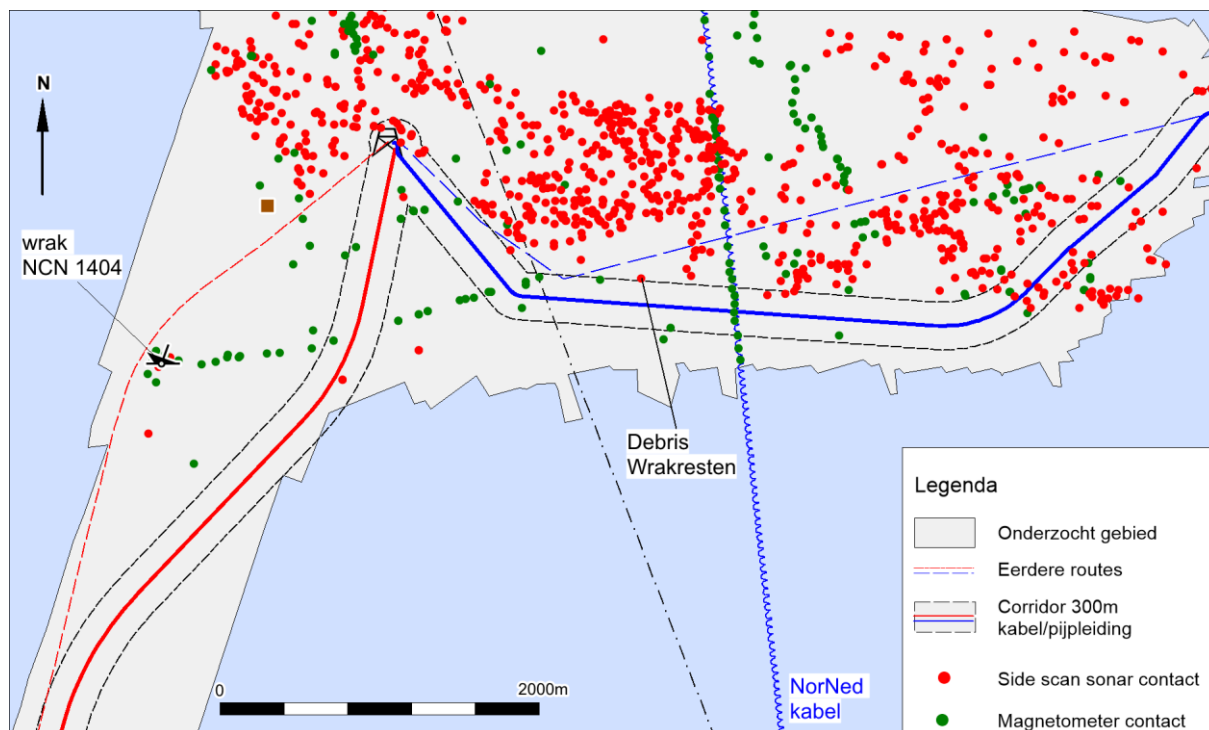 N
wrak
NCN 1404
Debris
Wrakresten
NorNed
kabel
0
2000m
Legenda
Onderzocht gebied
Eerdere routes
Corridor 300m
kabel/pijpleiding
Side scan sonar contact
Magnetometer contact